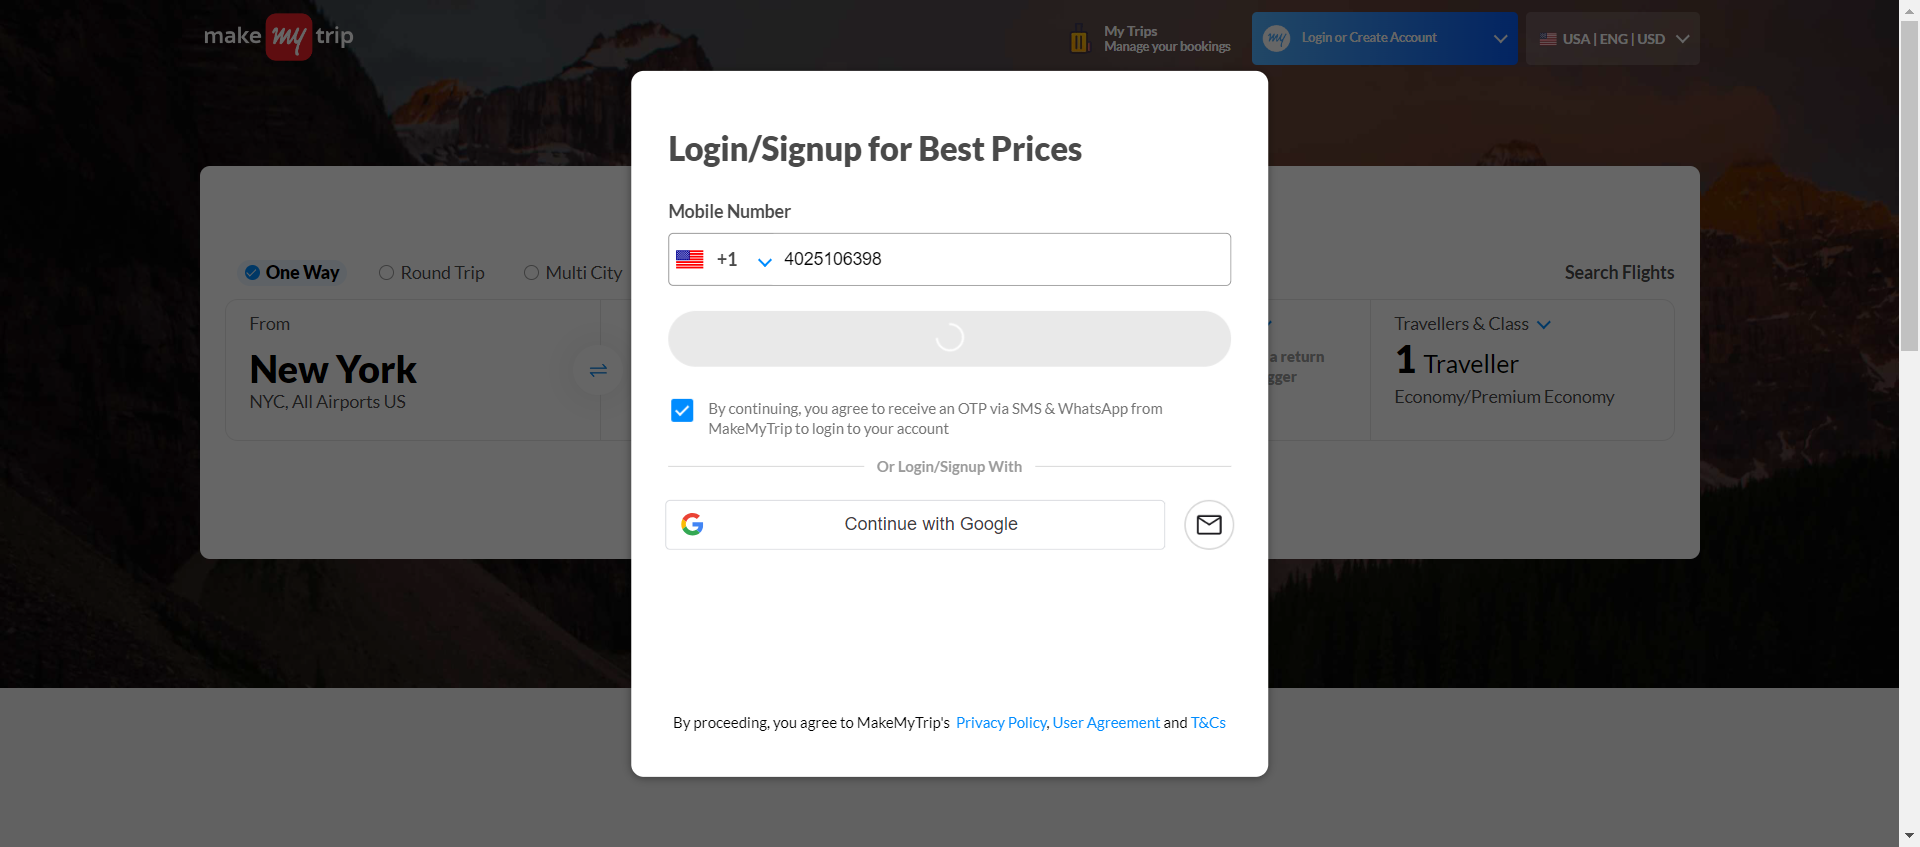 make my trip
My Trips
Manage your bookings
my Login or Create Account
USA | ENG | USD
Login/Signup for Best Prices
Mobile Number
+1 4025106398
One Way Round Trip Multi City
Search Flights
From
New York
NYC, All Airports US
a return
gger
Travellers & Class
1 Traveller
Economy/Premium Economy
By continuing, you agree to receive an OTP via SMS & WhatsApp from
MakeMyTrip to login to your account
Or Login/Signup With
Continue with Google
By proceeding, you agree to MakeMyTrip's Privacy Policy, User Agreement and T&Cs